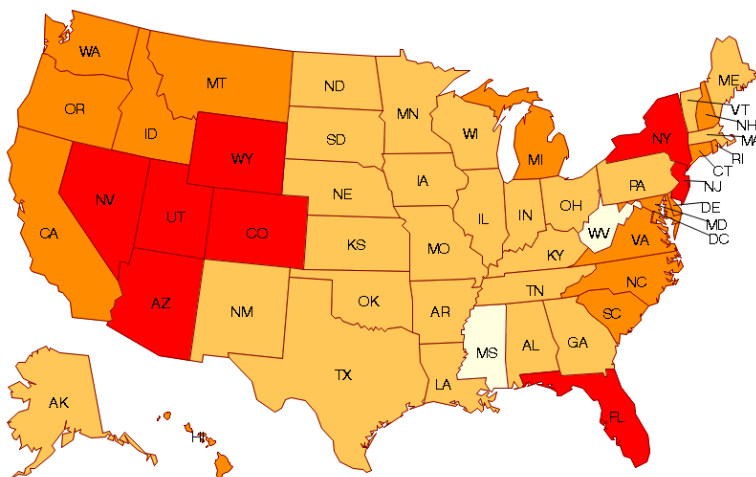 WA
MT
ND
MN
ME
VT
NH
MA
RI
CT
NY
OR
ID
SD
WI
MI
WY
NE
IA
PA
NJ
DE
MD
DC
NV
UT
CO
IL
IN
OH
WV
VA
CA
KS
MO
KY
NC
AZ
NM
OK
AR
TN
SC
MS
AL
GA
TX
LA
FL
AK
HI